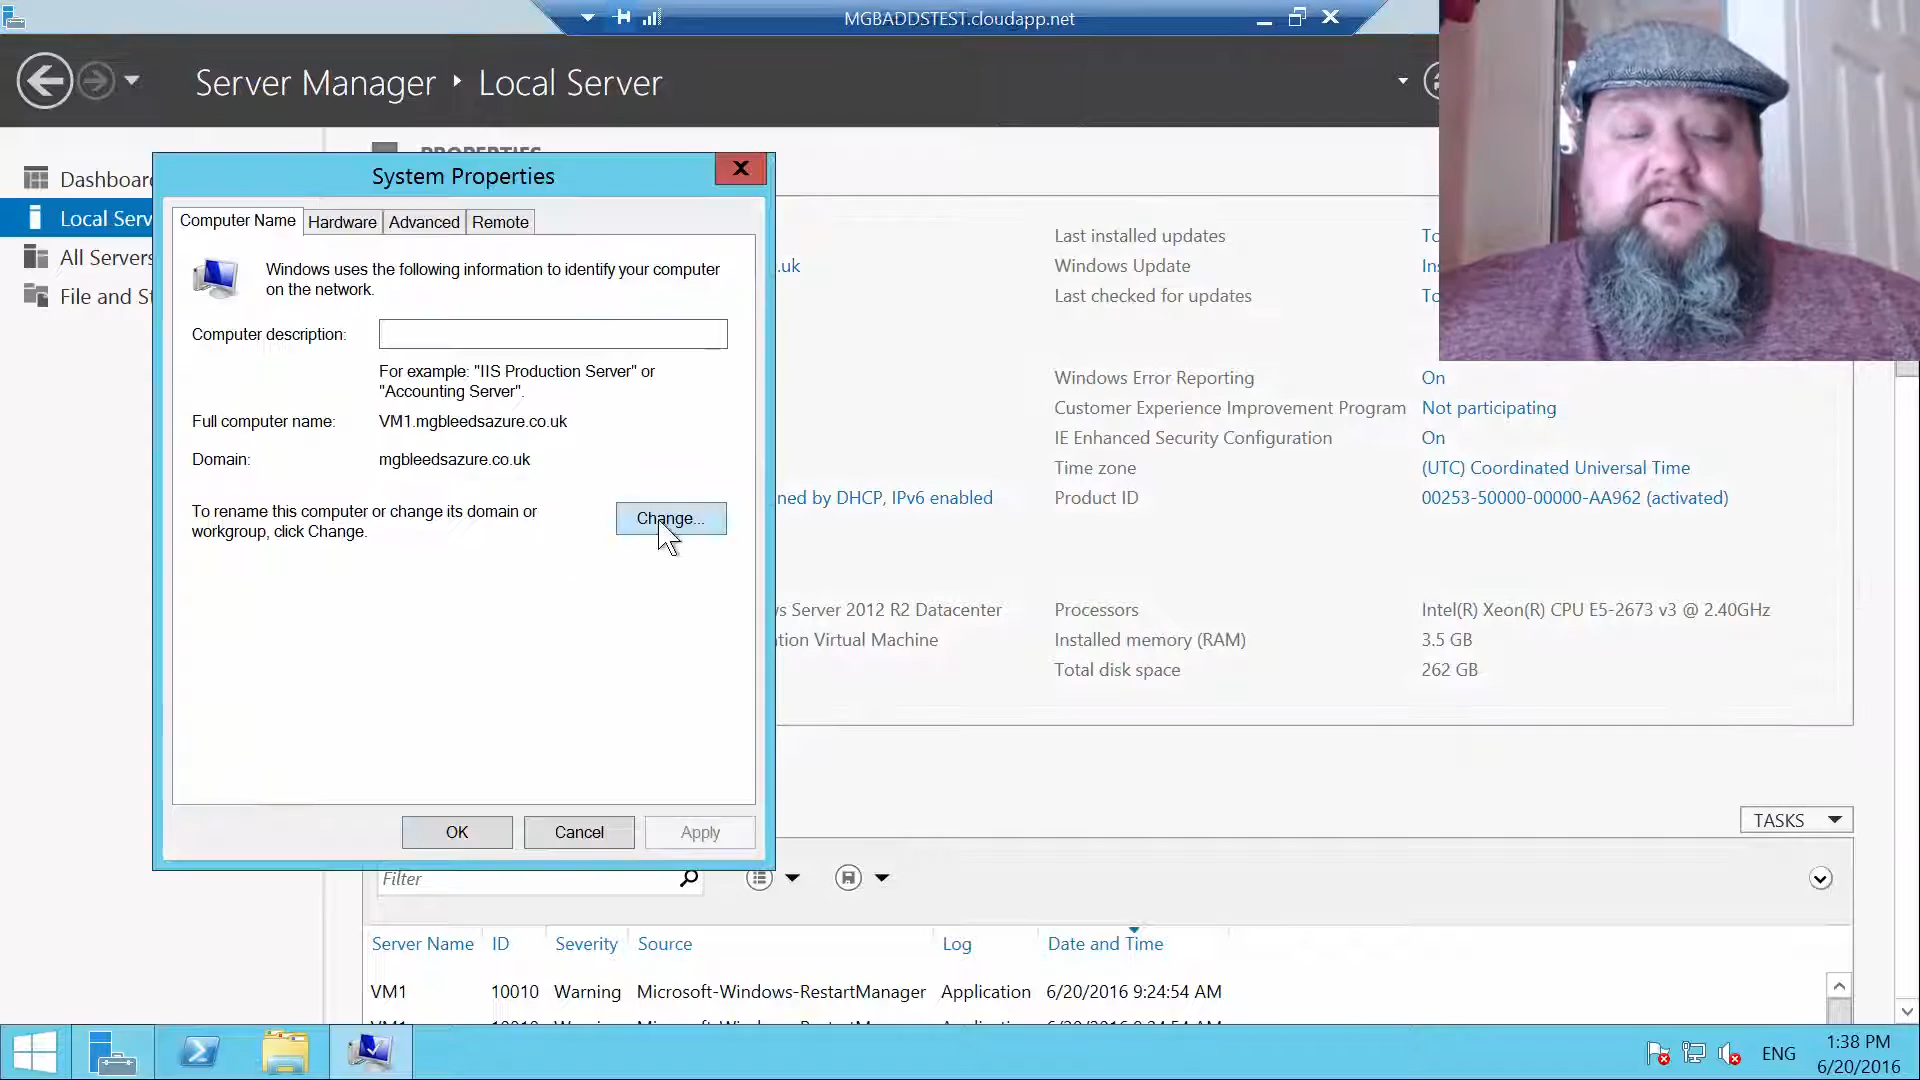 MGBADDSTEST.cloudapp.net
Server Manager ‣ Local Server
PROPERTIES
Dashboard
Local Serv
All Servers
File and St
System Properties
Computer Name
Hardware
Advanced
Remote
Windows uses the following information to identify your computer
on the network.
Computer description:
For example: "IIS Production Server" or
"Accounting Server".
Full computer name:
VM1.mgbleedsazure.co.uk
Domain:
mgbleedsazure.co.uk
To rename this computer or change its domain or
workgroup, click Change.
Change...
OK
Cancel
Apply
.uk
ned by DHCP, IPv6 enabled
s Server 2012 R2 Datacenter
tion Virtual Machine
Last installed updates
To
Windows Update
Ins
Last checked for updates
To
Windows Error Reporting
On
Customer Experience Improvement Program
Not participating
IE Enhanced Security Configuration
On
Time zone
(UTC) Coordinated Universal Time
Product ID
00253-50000-00000-AA962 (activated)
Processors
Intel(R) Xeon(R) CPU E5-2673 v3 @ 2.40GHz
Installed memory (RAM)
3.5 GB
Total disk space
262 GB
TASKS
Filter
Server Name ID Severity Source Log Date and Time
VM1 10010 Warning Microsoft-Windows-RestartManager Application 6/20/2016 9:24:54 AM
ENG
1:38 PM
6/20/2016